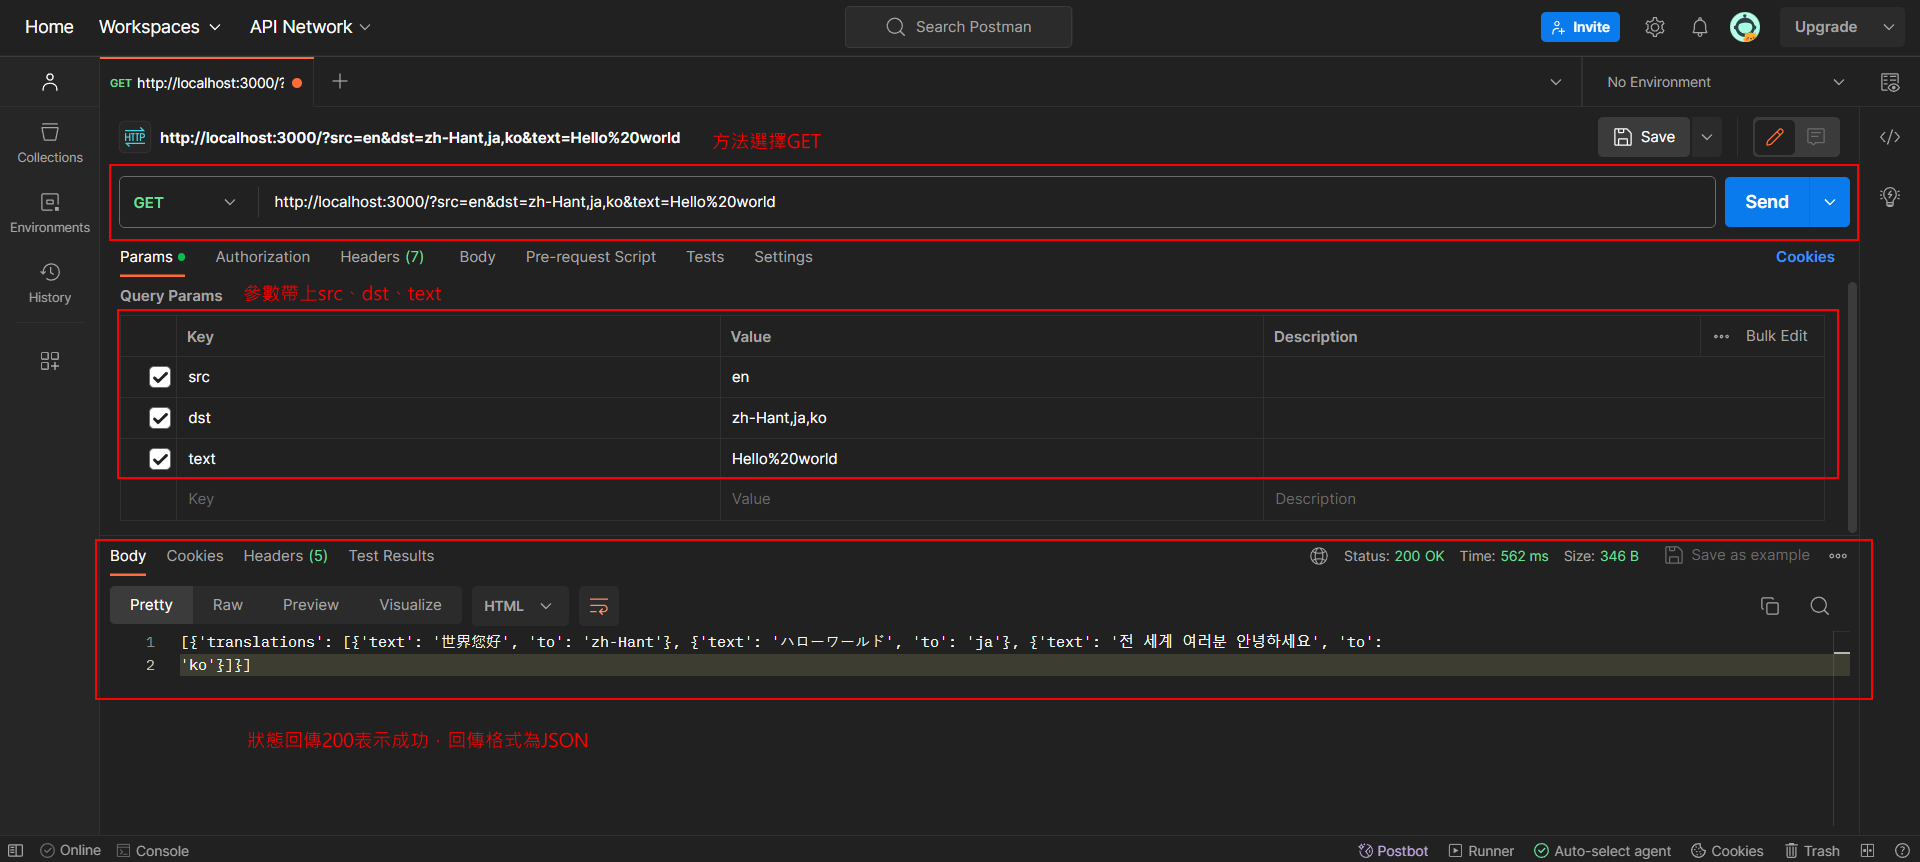 Home Workspaces API Network Search Postman Invite Upgrade
GET http://localhost:3000/? No Environment
HTTP http://localhost:3000/?src=en&dst=zh-Hant,ja,ko&text=Hello%20world 方法選擇GET Save
GET http://localhost:3000/?src=en&dst=zh-Hant,ja,ko&text=Hello%20world Send
Collections
Environments
History
Params Authorization Headers (7) Body Pre-request Script Tests Settings Cookies
Query Params 參數帶上src、dst、text
Key Value Description Bulk Edit
src en
dst zh-Hant,ja,ko
text Hello%20world
Key Value Description
Body Cookies Headers (5) Test Results Status: 200 OK Time: 562 ms Size: 346 B Save as example
Pretty Raw Preview Visualize HTML
1 [{'translations': [{'text': '世界您好', 'to': 'zh-Hant'}, {'text': 'ハローワールド', 'to': 'ja'}, {'text': '전 세계 여러분 안녕하세요', 'to':
2 'ko'}]}]
狀態回傳200表示成功，回傳格式為JSON
Online Console Postbot Runner Auto-select agent Cookies Trash